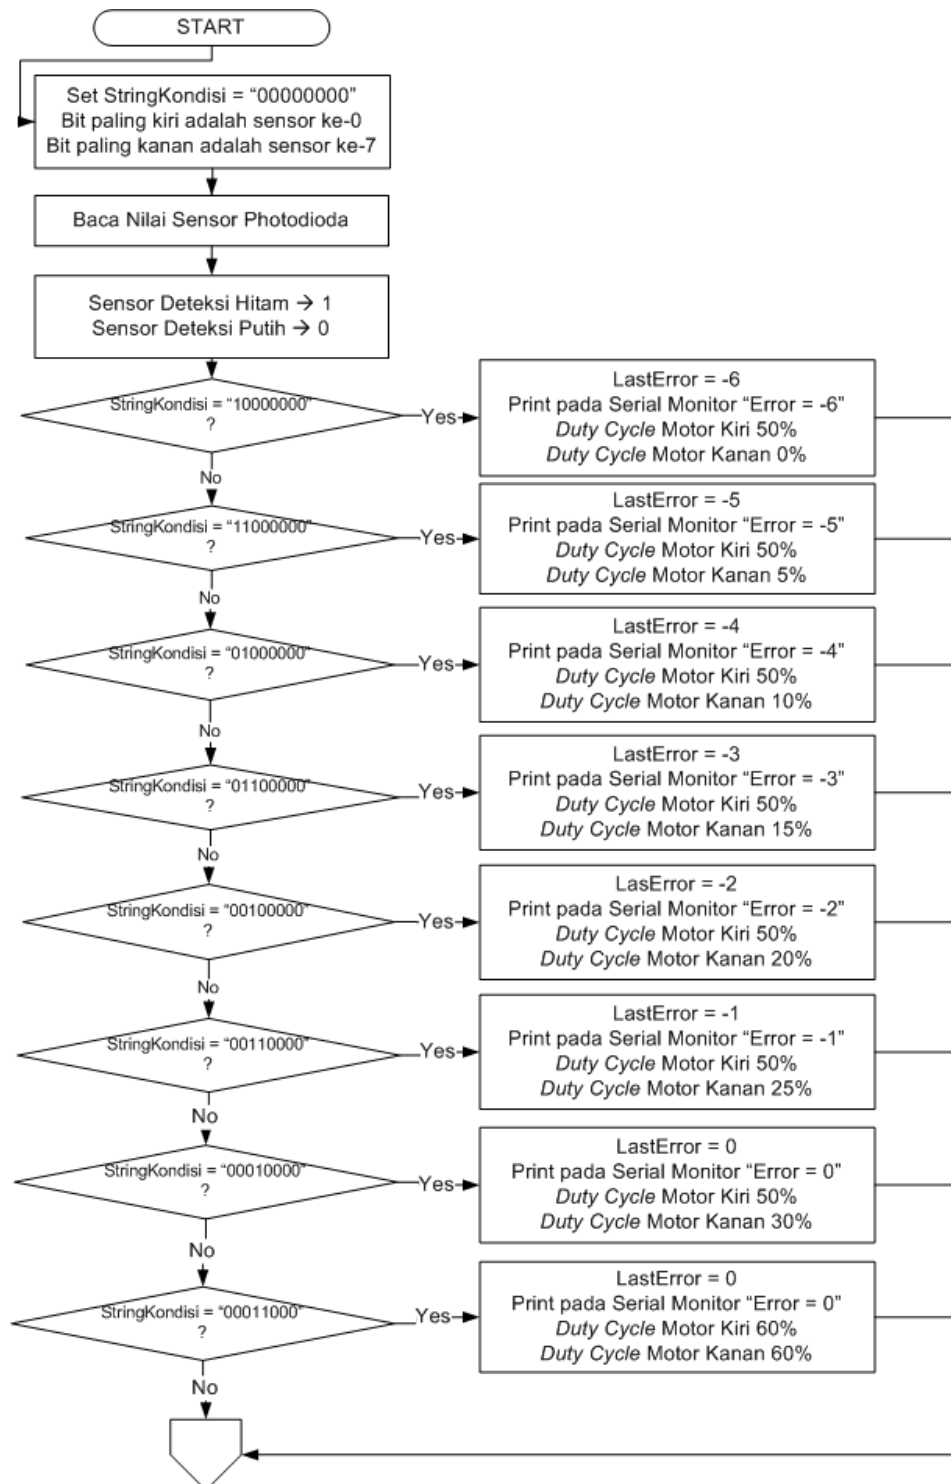 START
Set StringKondisi = “00000000”
Bit paling kiri adalah sensor ke-0
Bit paling kanan adalah sensor ke-7
Baca Nilai Sensor Photodioda
Sensor Deteksi Hitam → 1
Sensor Deteksi Putih → 0
StringKondisi = “10000000”
?
Yes
LastError = -6
Print pada Serial Monitor “Error = -6”
Duty Cycle Motor Kiri 50%
Duty Cycle Motor Kanan 0%
No
StringKondisi = “11000000”
?
Yes
LastError = -5
Print pada Serial Monitor “Error = -5”
Duty Cycle Motor Kiri 50%
Duty Cycle Motor Kanan 5%
No
StringKondisi = “01000000”
?
Yes
LastError = -4
Print pada Serial Monitor “Error = -4”
Duty Cycle Motor Kiri 50%
Duty Cycle Motor Kanan 10%
No
StringKondisi = “01100000”
?
Yes
LastError = -3
Print pada Serial Monitor “Error = -3”
Duty Cycle Motor Kiri 50%
Duty Cycle Motor Kanan 15%
No
StringKondisi = “00100000”
?
Yes
LasError = -2
Print pada Serial Monitor “Error = -2”
Duty Cycle Motor Kiri 50%
Duty Cycle Motor Kanan 20%
No
StringKondisi = “00110000”
?
Yes
LastError = -1
Print pada Serial Monitor “Error = -1”
Duty Cycle Motor Kiri 50%
Duty Cycle Motor Kanan 25%
No
StringKondisi = “00010000”
?
Yes
LastError = 0
Print pada Serial Monitor “Error = 0”
Duty Cycle Motor Kiri 50%
Duty Cycle Motor Kanan 30%
No
StringKondisi = “00011000”
?
Yes
LastError = 0
Print pada Serial Monitor “Error = 0”
Duty Cycle Motor Kiri 60%
Duty Cycle Motor Kanan 60%
No